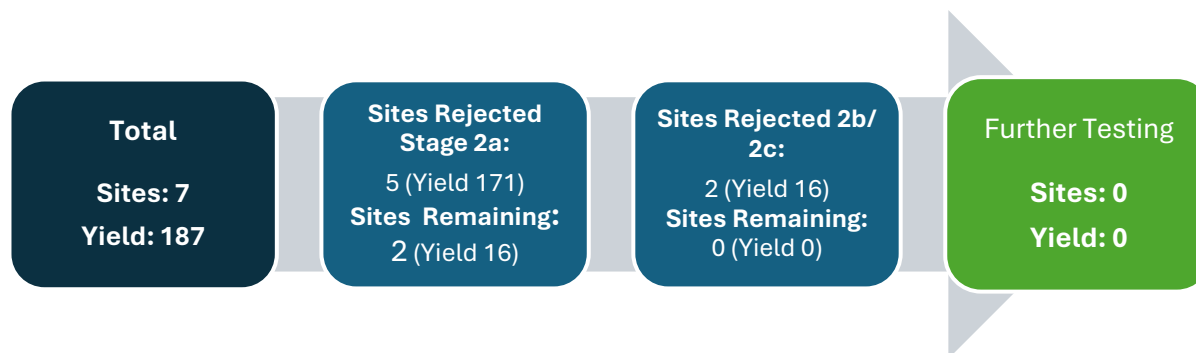 Total
Sites: 7
Yield: 187
Sites Rejected
Stage 2a:
5 (Yield 171)
Sites Remaining:
2 (Yield 16)
Sites Rejected 2b/
2c:
2 (Yield 16)
Sites Remaining:
0 (Yield 0)
Further Testing
Sites: 0
Yield: 0